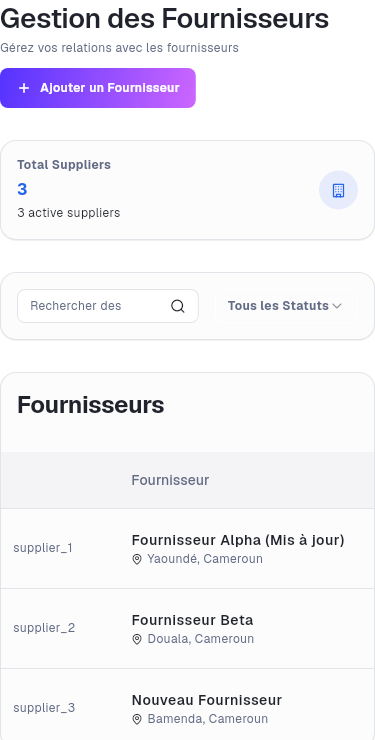 Gestion des Fournisseurs
Gérez vos relations avec les fournisseurs
+ Ajouter un Fournisseur
Total Suppliers
3
3 active suppliers
Rechercher des
Tous les Statuts
Fournisseurs
Fournisseur
supplier_1
Fournisseur Alpha (Mis à jour)
Yaoundé, Cameroun
supplier_2
Fournisseur Beta
Douala, Cameroun
supplier_3
Nouveau Fournisseur
Bamenda, Cameroun